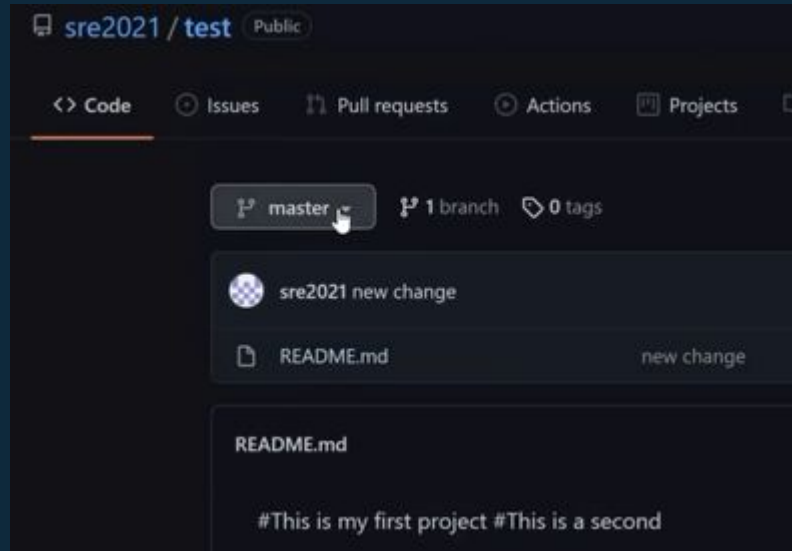 sre2021 / test Public
<> Code Issues Pull requests Actions Projects
master 1 branch 0 tags
sre2021 new change
README.md new change
README.md
#This is my first project #This is a second